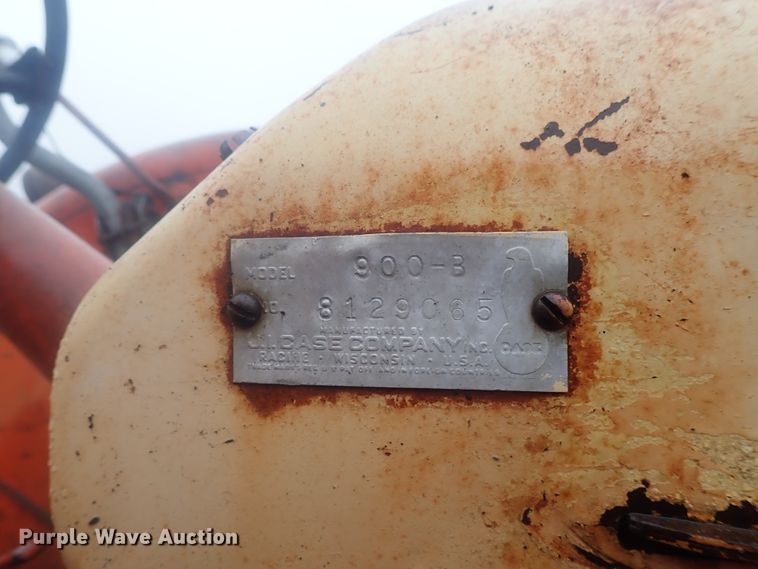 MODEL 900-B
8129065
MANUFACTURED BY
J.I.CASE COMPANY INC.
RACINE • WISCONSIN • U.S.A.
CASE
Purple Wave Auction